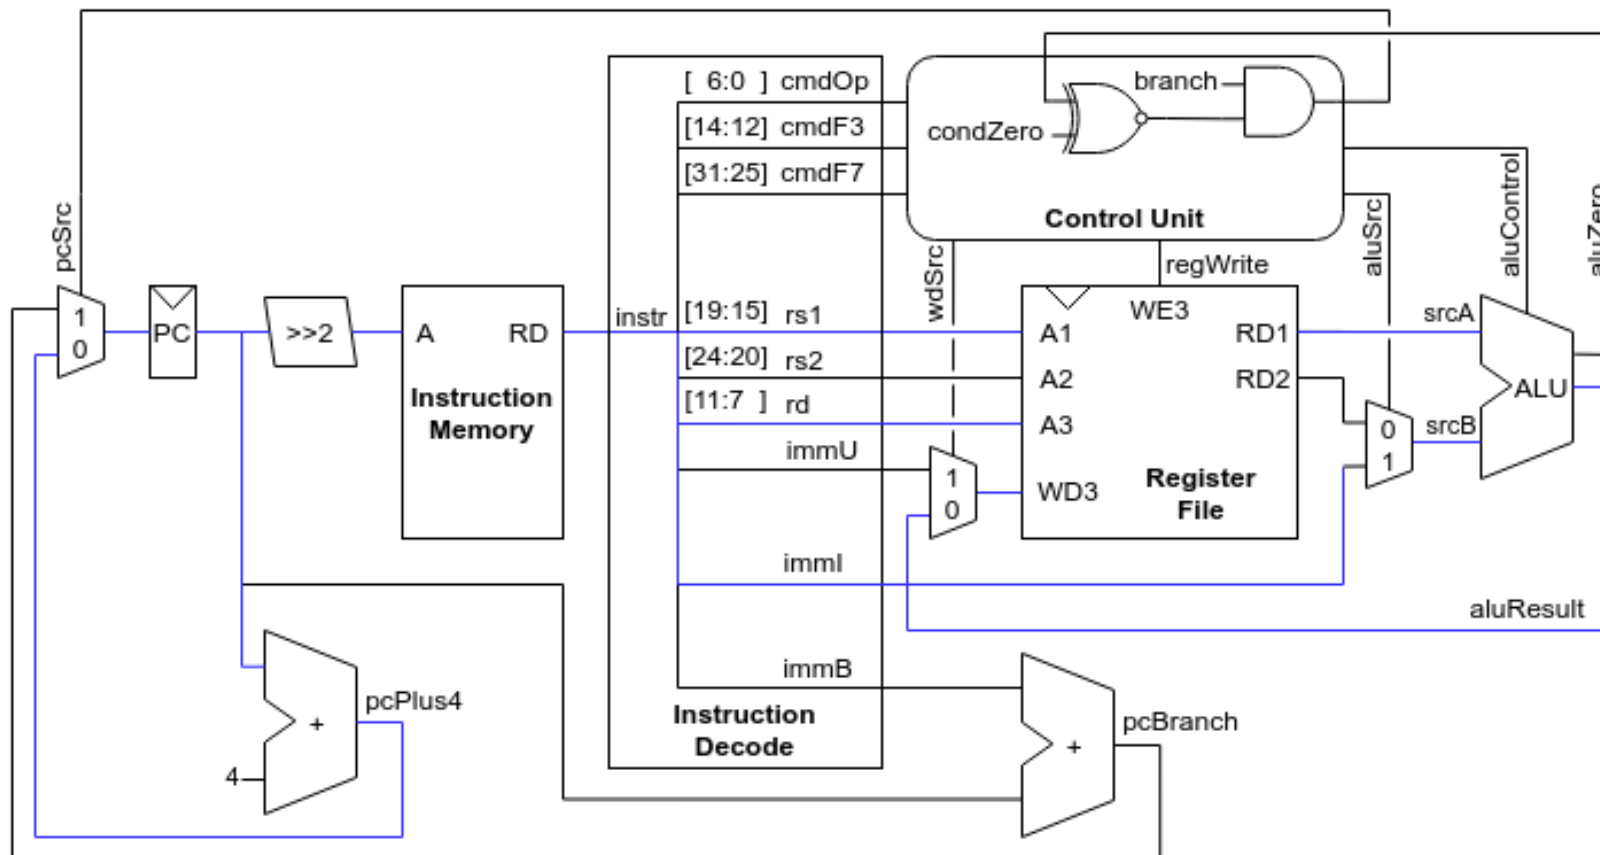 [ 6:0 ] cmdOp
[14:12] cmdF3
[31:25] cmdF7
branch
condZero
Control Unit
pcSrc
wdSrc
regWrite
aluSrc
aluControl
aluZero
1
0
PC
>>2
A
RD
Instruction
Memory
instr
[19:15] rs1
[24:20] rs2
[11:7 ] rd
immU
immI
immB
Instruction
Decode
1
0
A1
A2
A3
WD3
WE3
RD1
RD2
Register
File
srcA
srcB
0
1
ALU
aluResult
pcPlus4
+
4
pcBranch
+